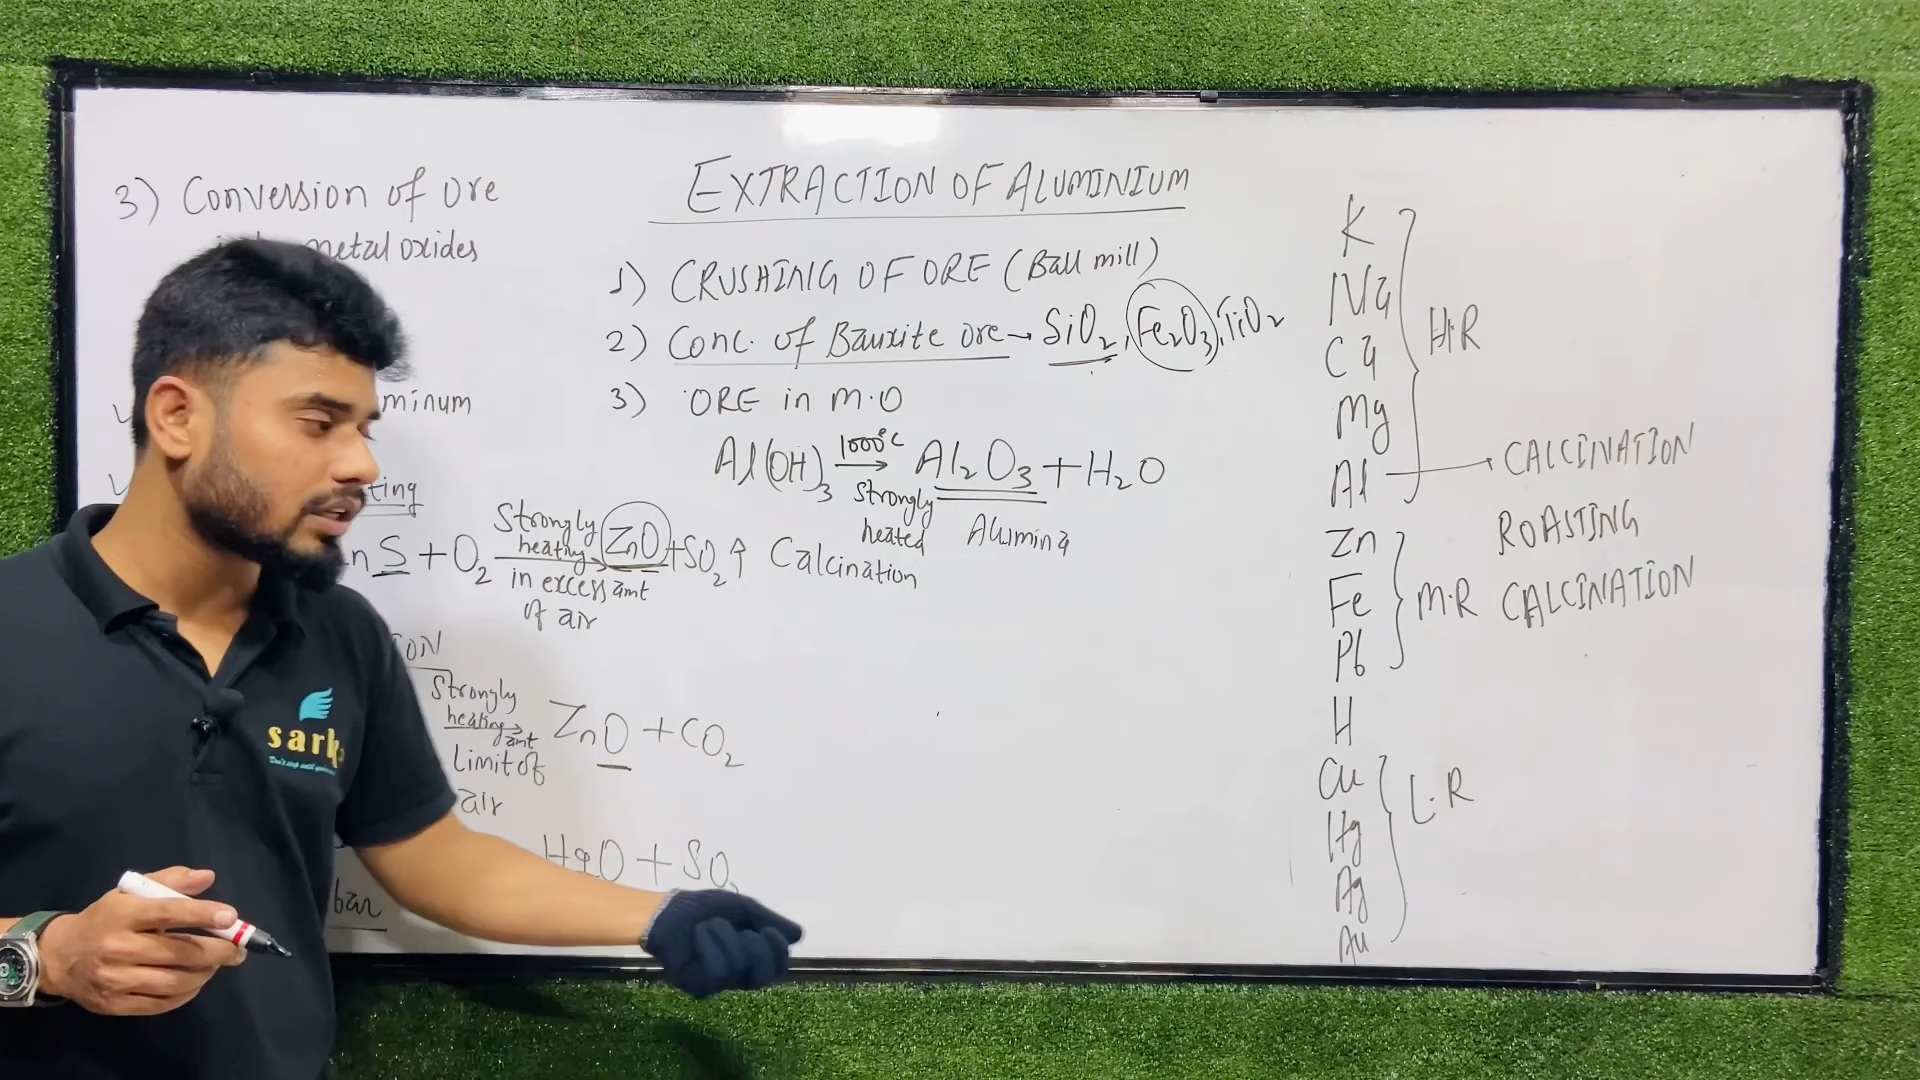 3) Conversion of ore
metal oxides
minum
ting
n S + O₂ Strongly heating in excess amt of air ZnO + SO₂ ↑
ON
Strongly
heating → ZnO + CO₂
amt
Limit of
air
HgO + SO₂
bar
EXTRACTION OF ALUMINIUM
1) CRUSHING OF ORE (Ball mill)
2) Conc. of Bauxite ore → SiO₂, Fe₂O₃, TiO₂
3) ORE in M.O
Al(OH)₃ 1000°C → Al₂O₃ + H₂O
Strongly
heated
Alumina
Calcination
K
Na
Ca
Mg
H.R
Al → CALCINATION
Zn
Fe
Pb
M.R
ROASTING
CALCINATION
H
Cu
Hg
Ag
Au
L.R